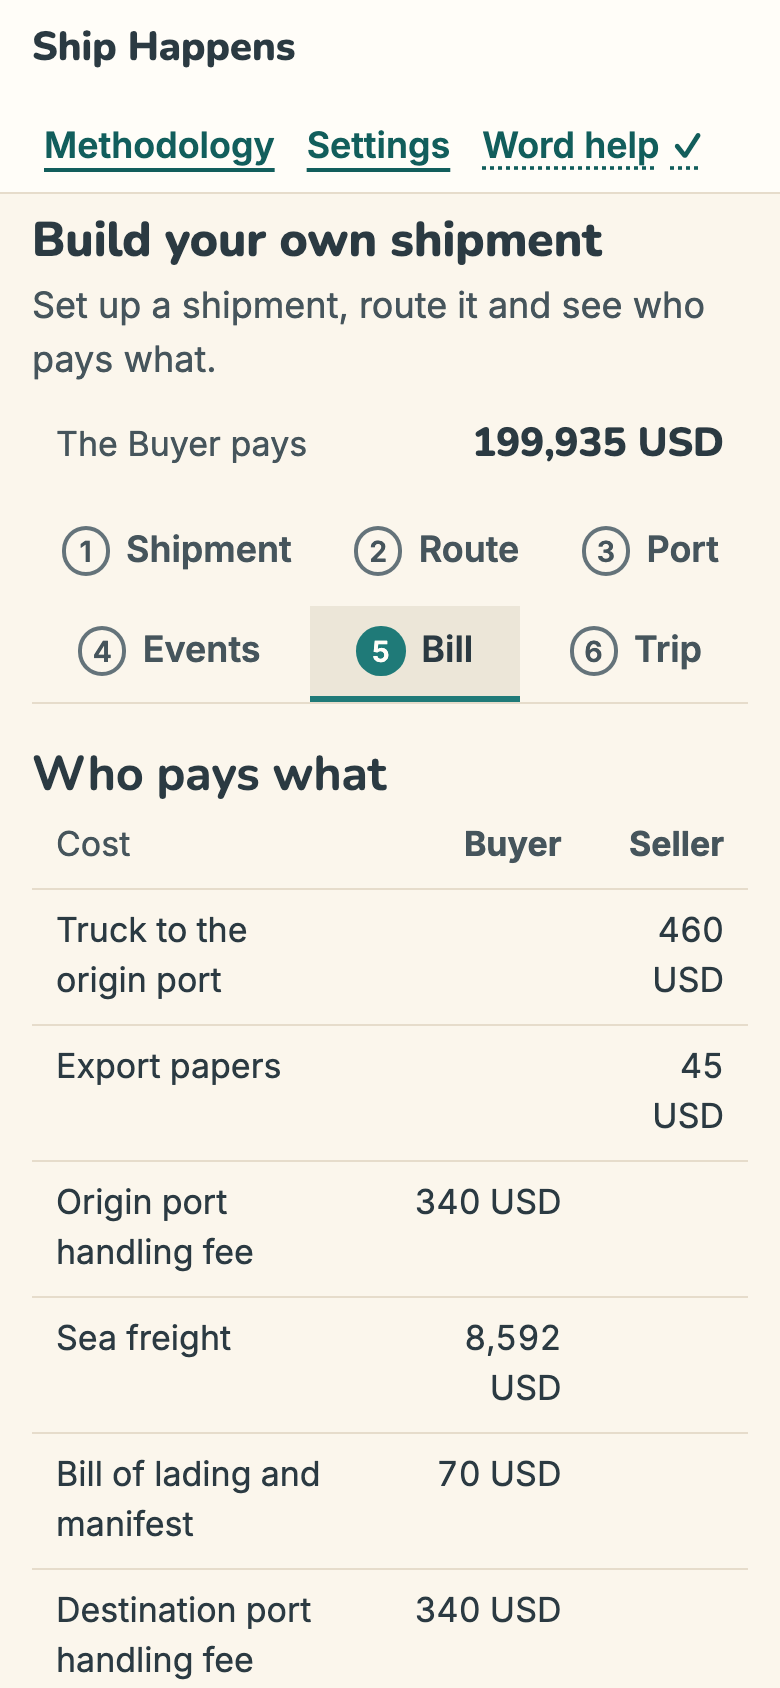 Ship Happens
Methodology Settings Word help ✓
Build your own shipment
Set up a shipment, route it and see who
pays what.
The Buyer pays 199,935 USD
1 Shipment 2 Route 3 Port
4 Events 5 Bill 6 Trip
Who pays what
Cost Buyer Seller
Truck to the 460
origin port USD
Export papers 45
USD
Origin port 340 USD
handling fee
Sea freight 8,592
USD
Bill of lading and 70 USD
manifest
Destination port 340 USD
handling fee